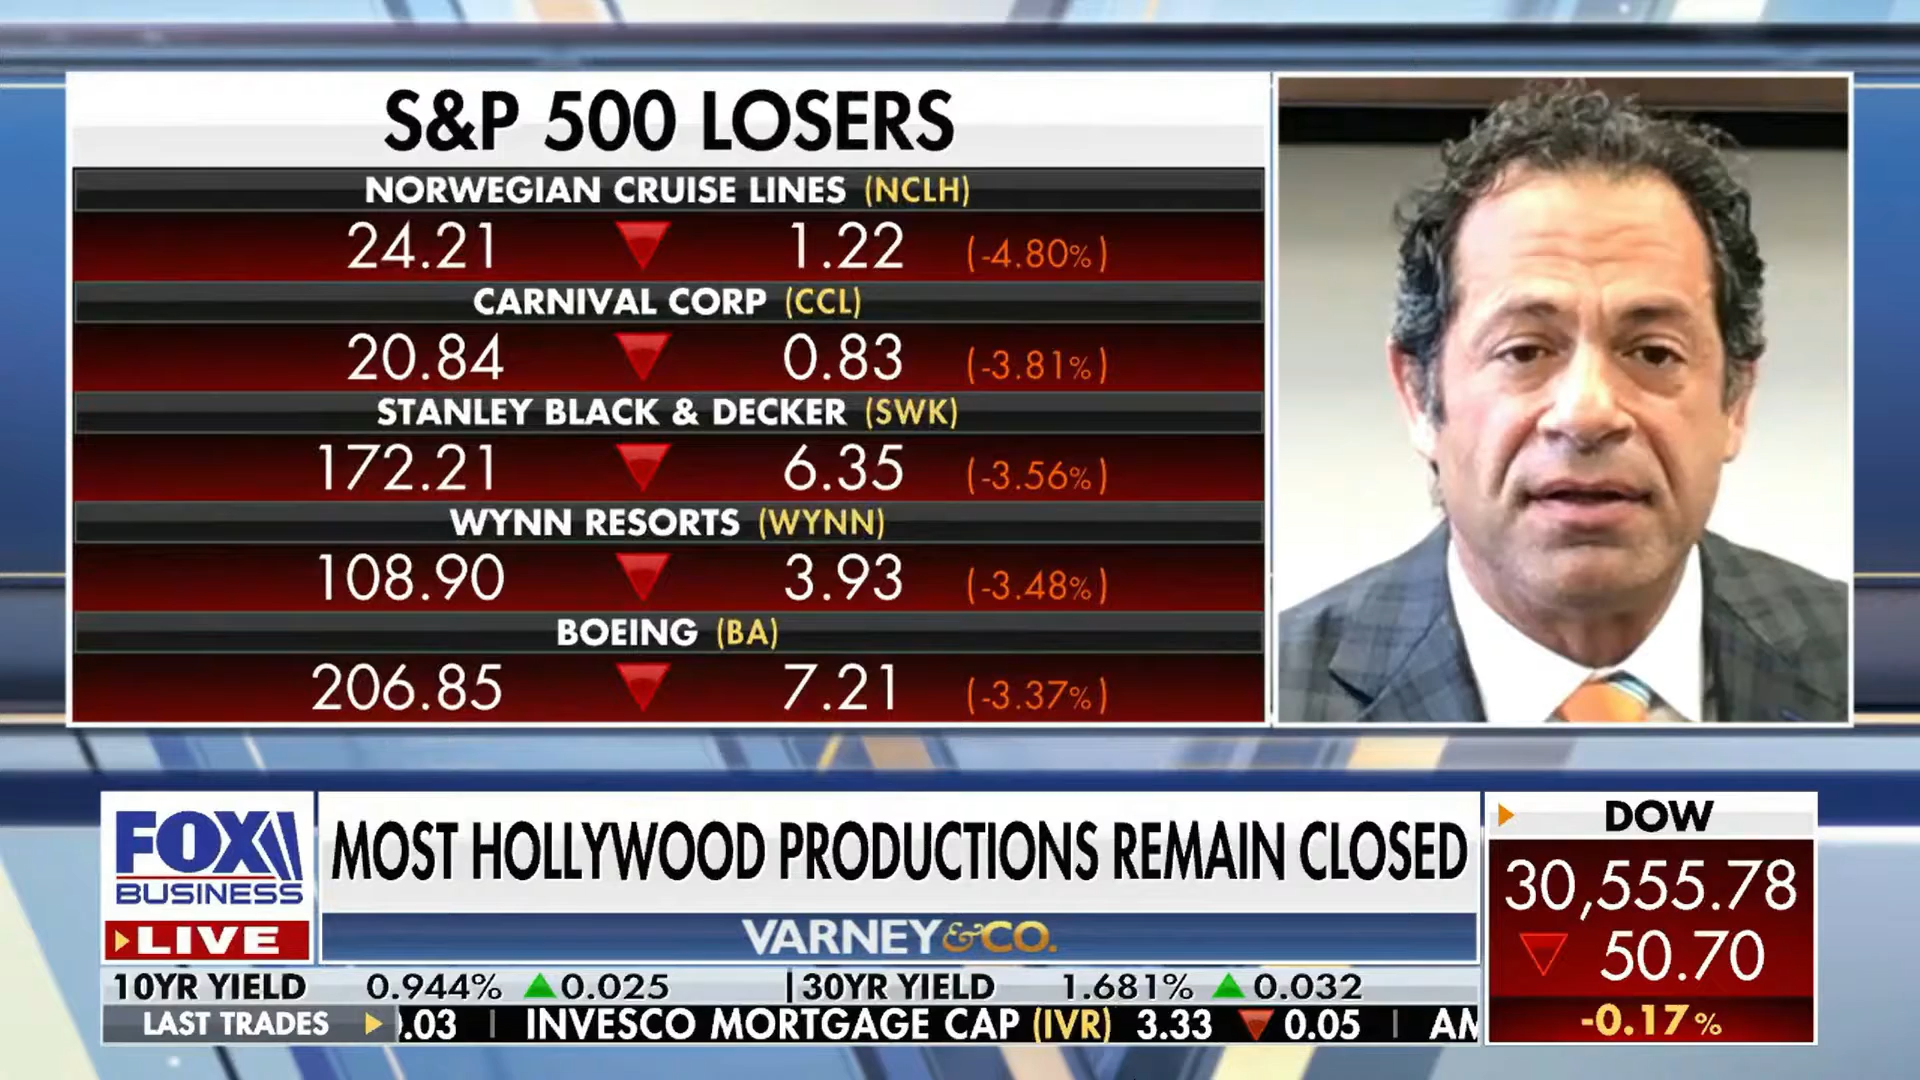 S&P 500 LOSERS
NORWEGIAN CRUISE LINES (NCLH)
24.21 ▼ 1.22 (-4.80%)
CARNIVAL CORP (CCL)
20.84 ▼ 0.83 (-3.81%)
STANLEY BLACK & DECKER (SWK)
172.21 ▼ 6.35 (-3.56%)
WYNN RESORTS (WYNN)
108.90 ▼ 3.93 (-3.48%)
BOEING (BA)
206.85 ▼ 7.21 (-3.37%)
FOX
BUSINESS
LIVE
MOST HOLLYWOOD PRODUCTIONS REMAIN CLOSED
VARNEY & CO.
DOW
30,555.78
▼ 50.70
-0.17%
10YR YIELD 0.944% ▲ 0.025 | 30YR YIELD 1.681% ▲ 0.032
LAST TRADES .03 | INVESCO MORTGAGE CAP (IVR) 3.33 ▼ 0.05 | AM